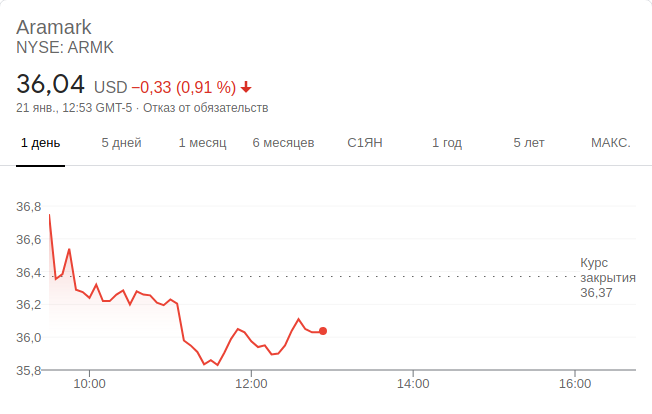 Aramark
NYSE: ARMK
36,04 USD −0,33 (0,91 %)
21 янв., 12:53 GMT-5 · Отказ от обязательств
1 день 5 дней 1 месяц 6 месяцев С1ЯН 1 год 5 лет МАКС.
36,8
36,6
36,4
36,2
36,0
35,8
Курс
закрытия
36,37
10:00 12:00 14:00 16:00